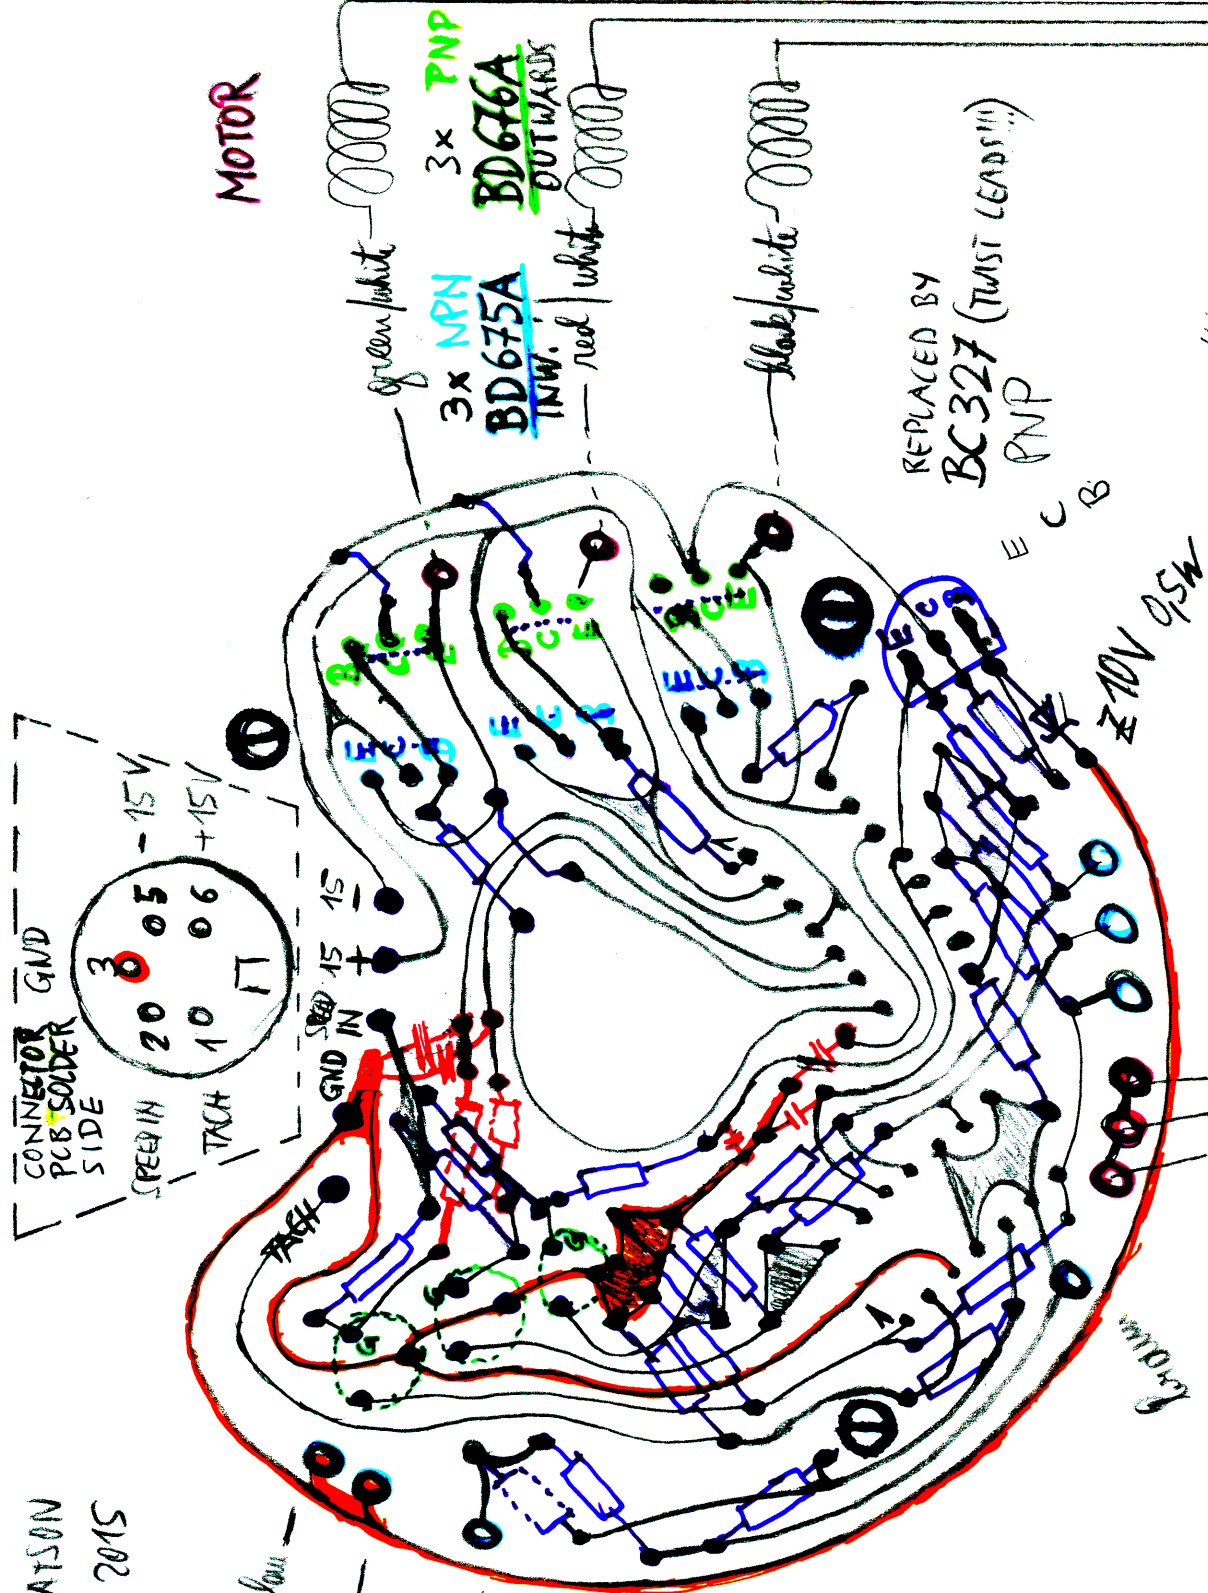 MOTOR
3x PNP
BD676A
OUTWARDS
3x NPN
BD675A
INW.
green/white
red/white
black/white
REPLACED BY
BC327 (TWIST LEADS!!!)
PNP
E
C
B
Z 10V 0,5W
CONNECTOR
PCB-SOLDER
SIDE
GND
SPEED IN
TACH
-15V
+15V
3
2
5
1
6
GND
SPEED
IN
+15
-15
TACH
B
C
E
E
C
B
B
C
E
E
C
B
B
C
E
E
C
B
E
C
B
1
1
2015